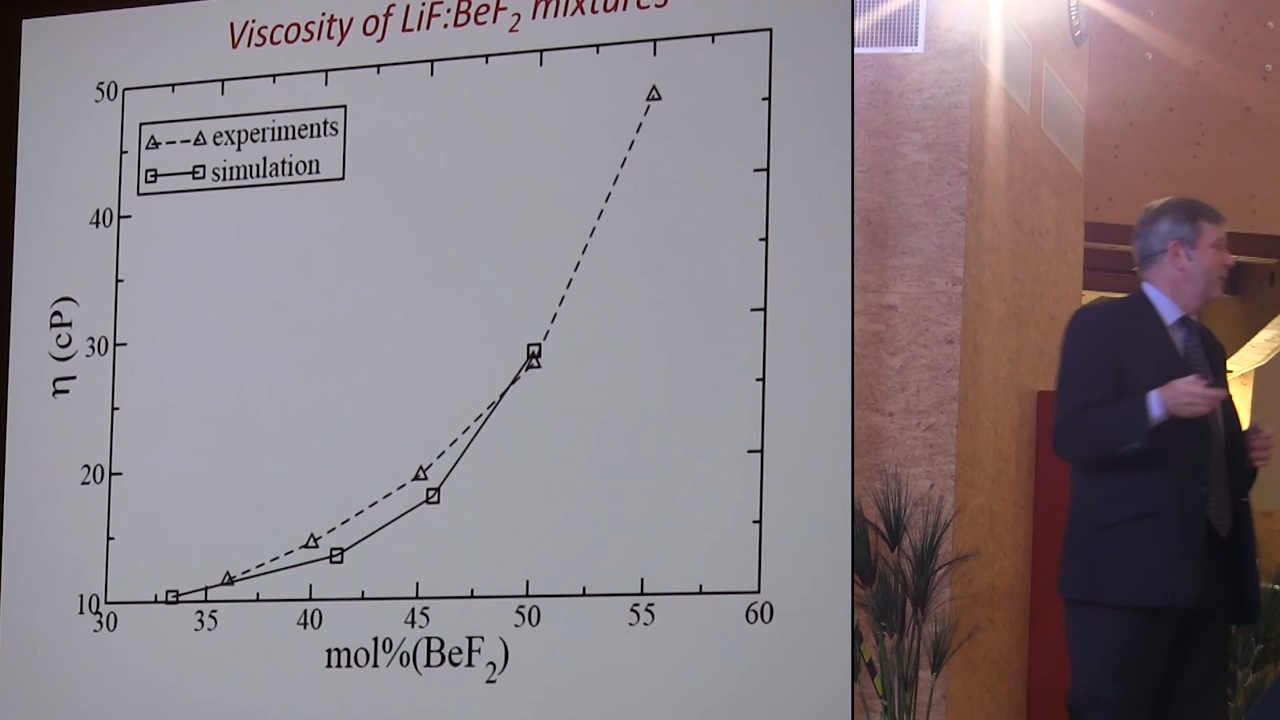 Viscosity of LiF:BeF₂ mixtures
50
experiments
simulation
40
η (cP)
30
20
10
30 35 40 45 50 55 60
mol%(BeF₂)